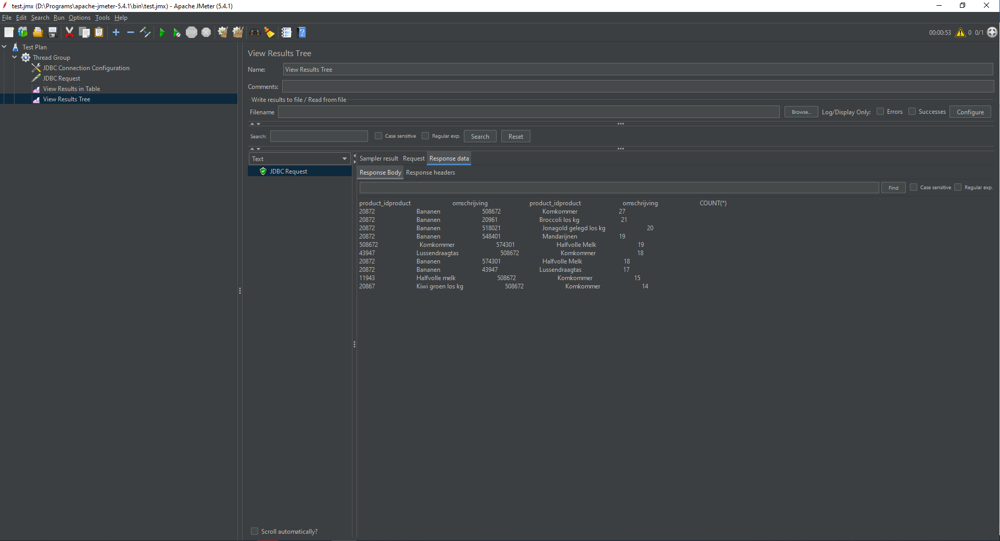 test.jmx (D:\Programs\apache-jmeter-5.4.1\bin\test.jmx) - Apache JMeter (5.4.1)
File Edit Search Run Options Tools Help
STOP
00:00:53 0 0/1
Test Plan
Thread Group
JDBC Connection Configuration
JDBC Request
View Results in Table
View Results Tree
View Results Tree
Name: View Results Tree
Comments:
Write results to file / Read from file
Filename Browse... Log/Display Only: Errors Successes Configure
Search: Case sensitive Regular exp. Search Reset
Text
JDBC Request
Scroll automatically?
Sampler result Request Response data
Response Body Response headers
Find Case sensitive Regular exp.
product_idproduct omschrijving product_idproduct omschrijving COUNT(*)
20872 Bananen 508672 Komkommer 27
20872 Bananen 20961 Broccoli los kg 21
20872 Bananen 518021 Jonagold gelegd los kg 20
20872 Bananen 548401 Mandarijnen 19
508672 Komkommer 574301 Halfvolle Melk 19
43947 Lussendraagtas 508672 Komkommer 18
20872 Bananen 574301 Halfvolle Melk 18
20872 Bananen 43947 Lussendraagtas 17
11943 Halfvolle melk 508672 Komkommer 15
20867 Kiwi groen los kg 508672 Komkommer 14